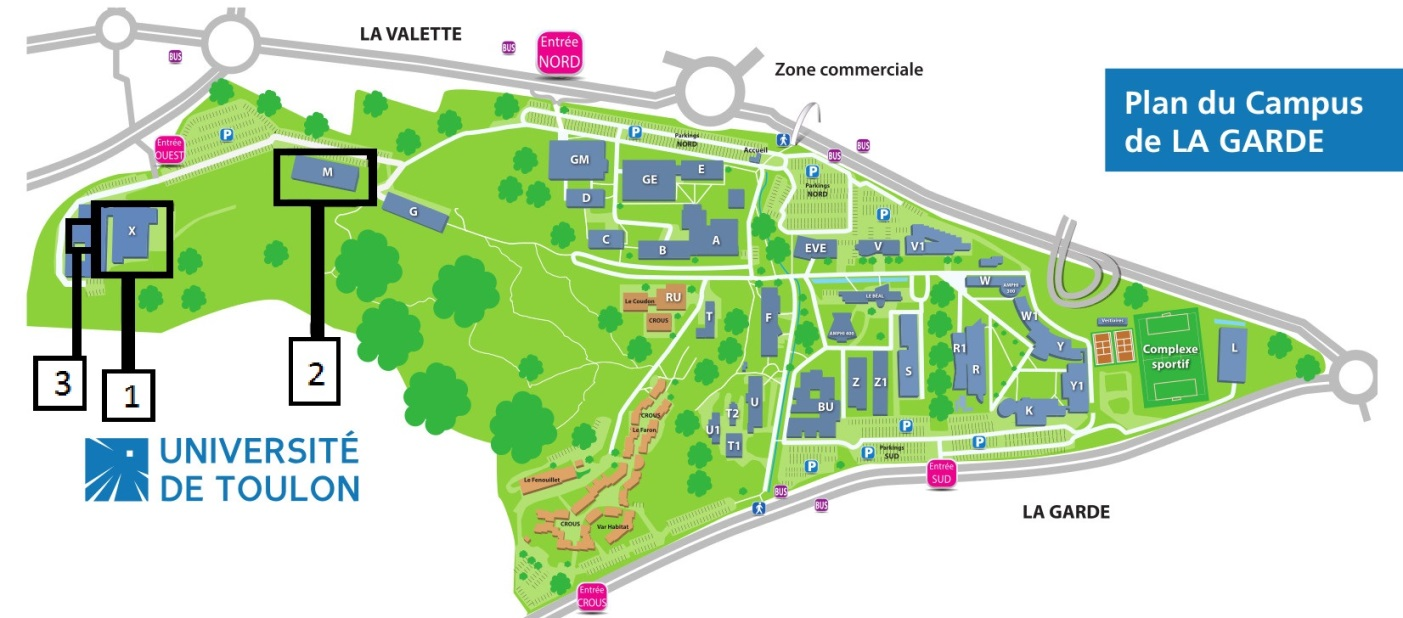 LA VALETTE
BUS
BUS
Entrée
NORD
Zone commerciale
Plan du Campus
de LA GARDE
P
Entrée
OUEST
P
Parkings
NORD
Accueil
BUS
BUS
M
GM
GE
E
P
Parkings
NORD
D
G
P
X
C
B
A
EVE
V
V1
RU
Le Coudon
CROUS
T
F
LE BEAL
W
AMPHI
W1
Vertuires
R1
Y
Complexe
sportif
L
3
1
2
Z
Z1
S
R
Y1
BU
K
CROUS
Le Faron
U
T2
U1
T1
P
P
P
Parkings
SUD
P
Entrée
SUD
UNIVERSITÉ
DE TOULON
Le Fenouillet
BUS
BUS
CROUS
Var Habitat
LA GARDE
Entrée
CROUS